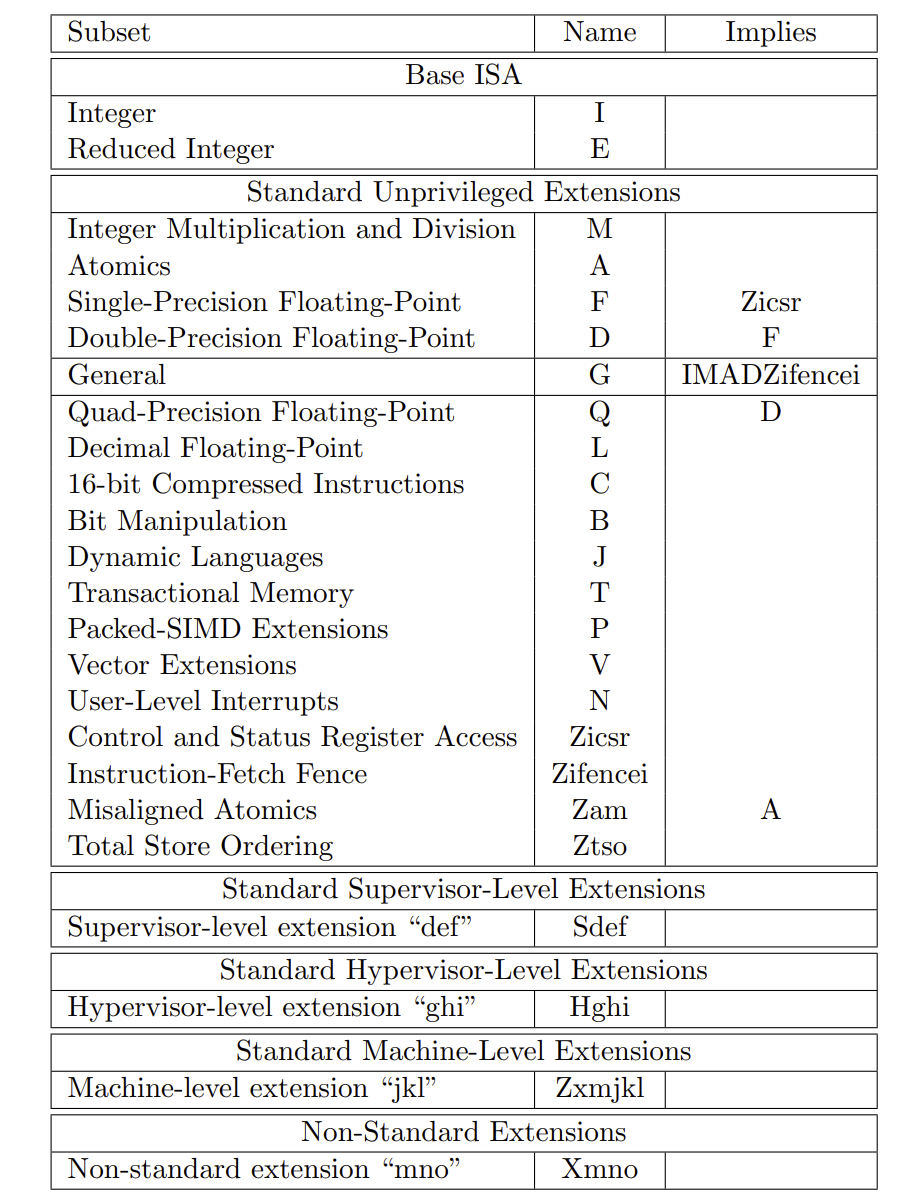 Subset Name Implies
Base ISA
Integer I
Reduced Integer E
Standard Unprivileged Extensions
Integer Multiplication and Division M
Atomics A
Single-Precision Floating-Point F Zicsr
Double-Precision Floating-Point D F
General G IMADZifencei
Quad-Precision Floating-Point Q D
Decimal Floating-Point L
16-bit Compressed Instructions C
Bit Manipulation B
Dynamic Languages J
Transactional Memory T
Packed-SIMD Extensions P
Vector Extensions V
User-Level Interrupts N
Control and Status Register Access Zicsr
Instruction-Fetch Fence Zifencei
Misaligned Atomics Zam A
Total Store Ordering Ztso
Standard Supervisor-Level Extensions
Supervisor-level extension “def” Sdef
Standard Hypervisor-Level Extensions
Hypervisor-level extension “ghi” Hghi
Standard Machine-Level Extensions
Machine-level extension “jkl” Zxmjkl
Non-Standard Extensions
Non-standard extension “mno” Xmno